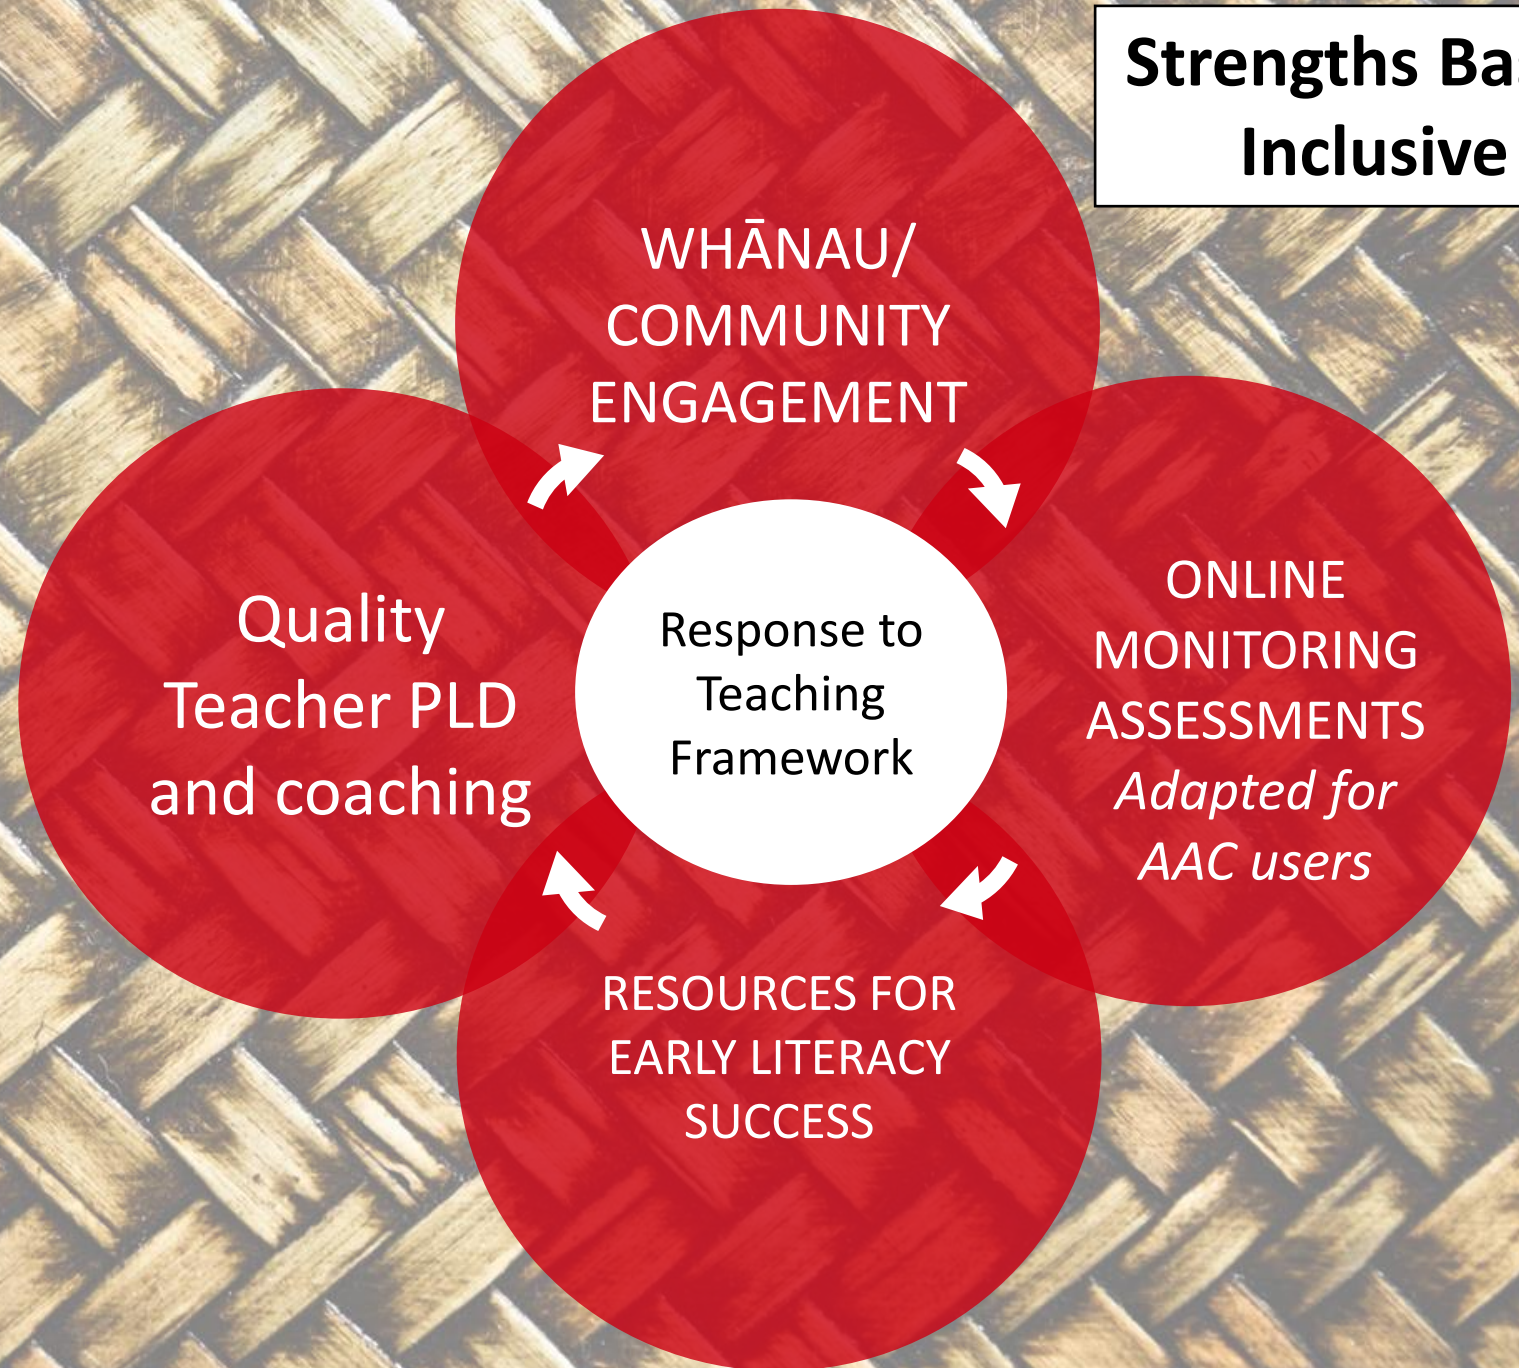 Strengths
Inclusive
WHĀNAU/
COMMUNITY
ENGAGEMENT
ONLINE
MONITORING
ASSESSMENTS
Adapted for
AAC users
RESOURCES FOR
EARLY LITERACY
SUCCESS
Quality
Teacher PLD
and coaching
Response to
Teaching
Framework